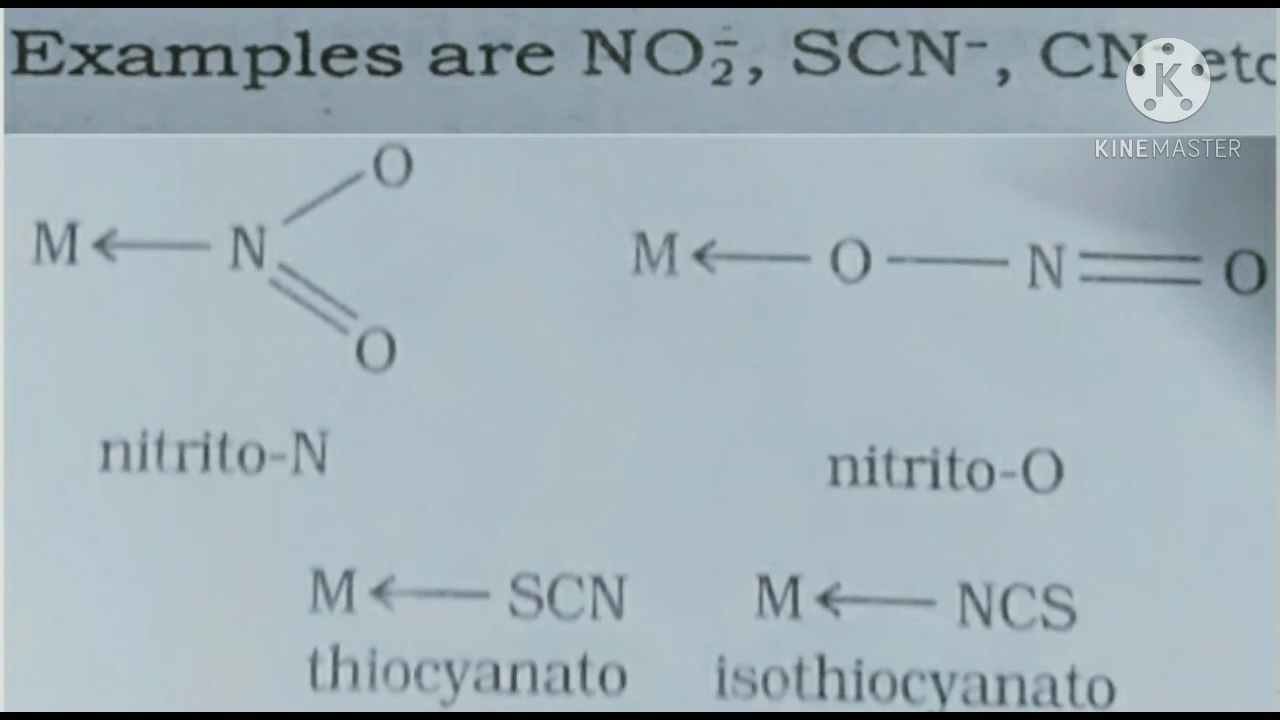 Examples are NO₂⁻, SCN⁻, CN⁻ etc
K
KINEMASTER
O
M ← N
O
M ← O — N = O
nitrito-N
nitrito-O
M ← SCN M ← NCS
thiocyanato isothiocyanato